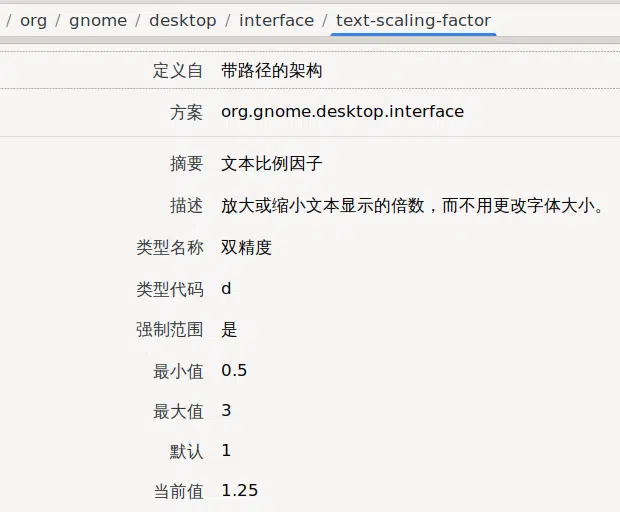 / org / gnome / desktop / interface / text-scaling-factor
定义自 带路径的架构
方案 org.gnome.desktop.interface
摘要 文本比例因子
描述 放大或缩小文本显示的倍数，而不用更改字体大小。
类型名称 双精度
类型代码 d
强制范围 是
最小值 0.5
最大值 3
默认 1
当前值 1.25